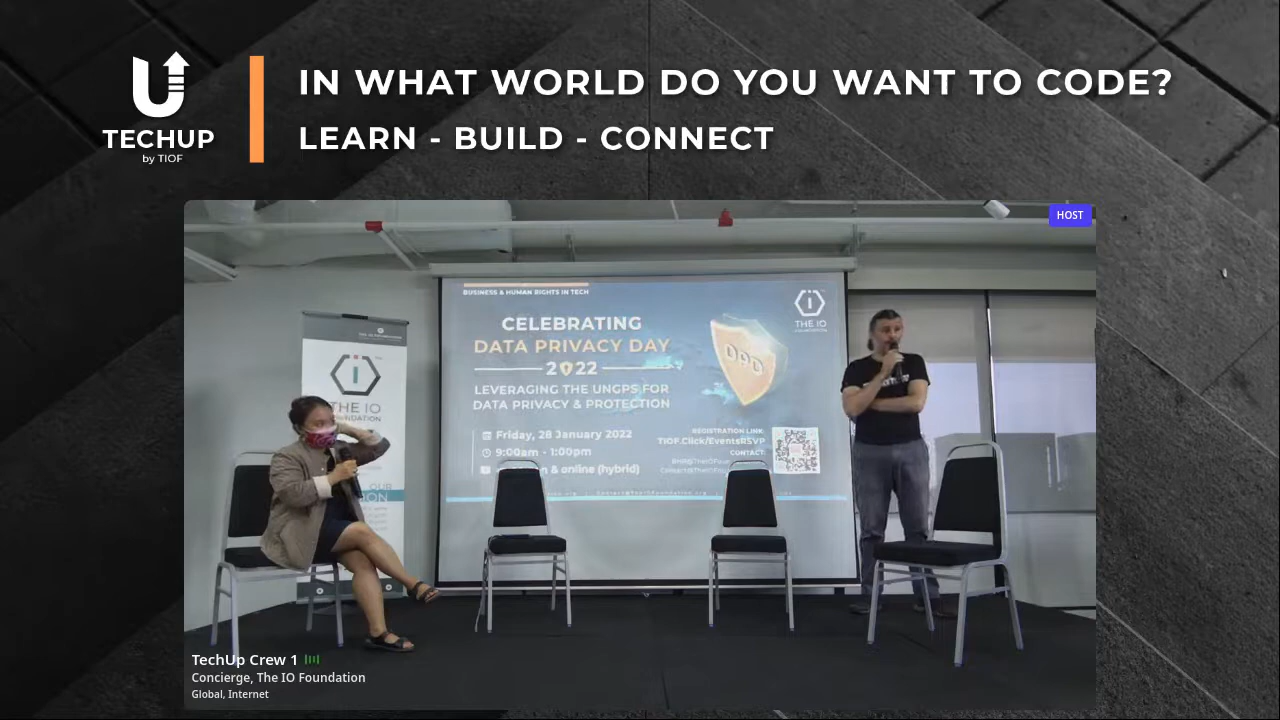 IN WHAT WORLD DO YOU WANT TO CODE?
LEARN - BUILD - CONNECT
TECHUP
by TIOF
HOST
BUSINESS & HUMAN RIGHTS IN TECH
CELEBRATING
DATA PRIVACY DAY
2022
LEVERAGING THE UNGPS FOR
DATA PRIVACY & PROTECTION
Friday, 28 January 2022
9:00am - 1:00pm
& online (hybrid)
REGISTRATION LINK:
TIOF.Click/EventsRSVP
CONTACT:
DPD
THE IO
FOUNDATION
THE IO
FOUNDATION
OUR
TechUp Crew 1
Concierge, The IO Foundation
Global, Internet